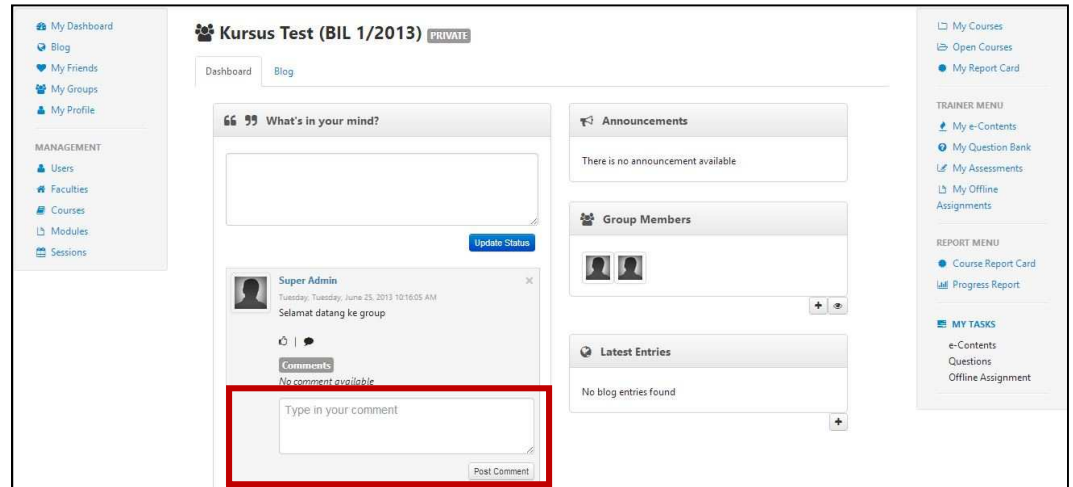 My Dashboard
Blog
My Friends
My Groups
My Profile
MANAGEMENT
Users
Faculties
Courses
Modules
Sessions
Kursus Test (BIL 1/2013) PRIVATE
Dashboard Blog
What's in your mind?
Update Status
Super Admin
Tuesday, Tuesday, June 25, 2013 10:16:05 AM
Selamat datang ke group
|
Comments
No comment available
Type in your comment
Post Comment
Announcements
There is no announcement available
Group Members
Latest Entries
No blog entries found
My Courses
Open Courses
My Report Card
TRAINER MENU
My e-Contents
My Question Bank
My Assessments
My Offline
Assignments
REPORT MENU
Course Report Card
Progress Report
MY TASKS
e-Contents
Questions
Offline Assignment